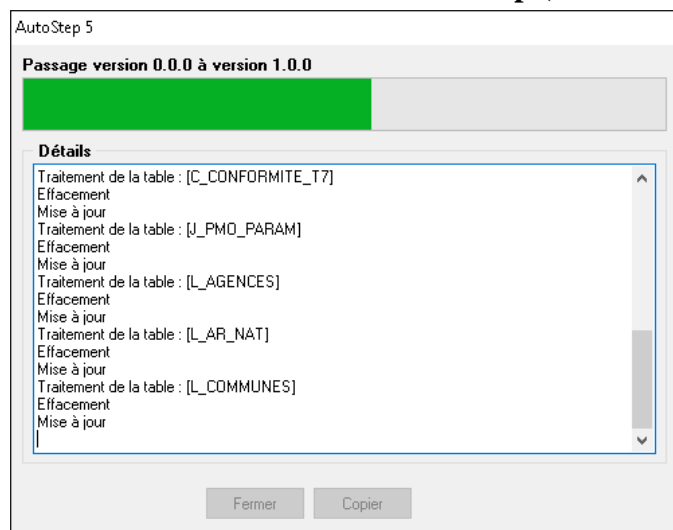 AutoStep 5
Passage version 0.0.0 à version 1.0.0
Détails
Traitement de la table : [C_CONFORMITE_T7]
Effacement
Mise à jour
Traitement de la table : [J_PMO_PARAM]
Effacement
Mise à jour
Traitement de la table : [L_AGENCES]
Effacement
Mise à jour
Traitement de la table : [L_AR_NAT]
Effacement
Mise à jour
Traitement de la table : [L_COMMUNES]
Effacement
Mise à jour
Fermer Copier